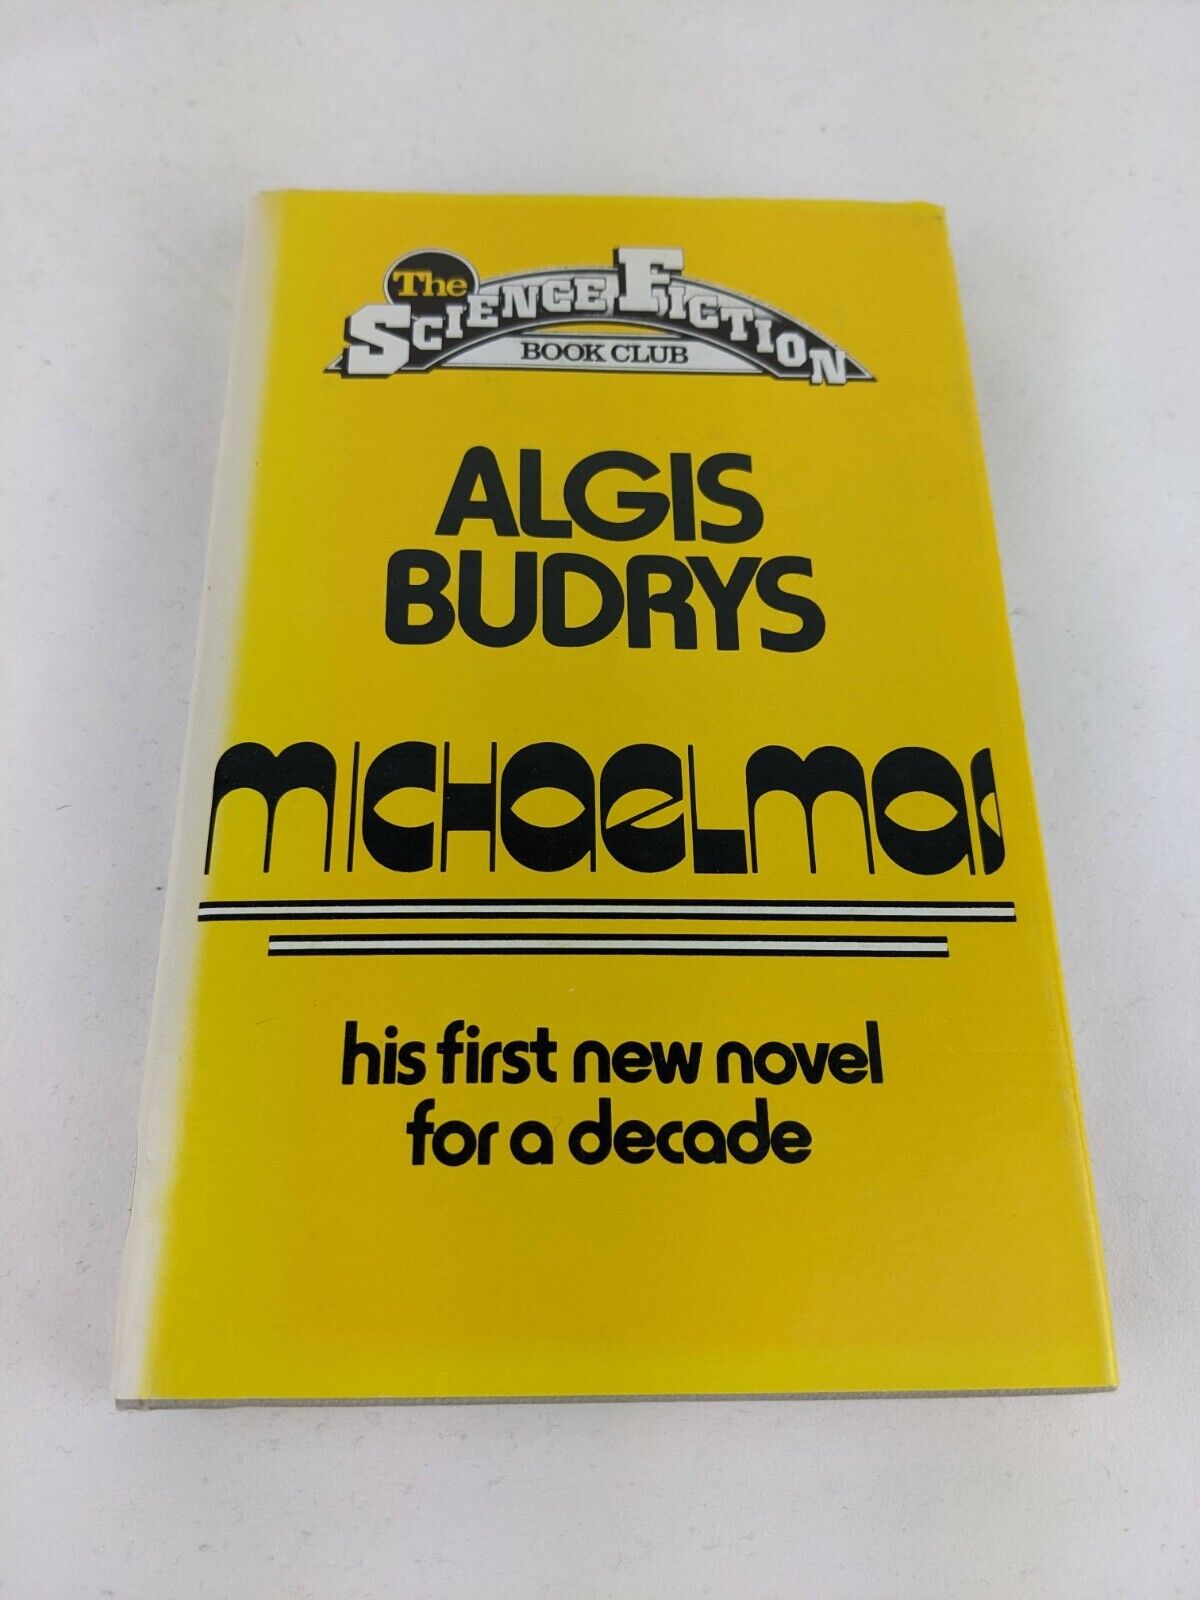 The
SCIENCE FICTION
BOOK CLUB
ALGIS
BUDRYS
MICHAELMAS
his first new novel
for a decade